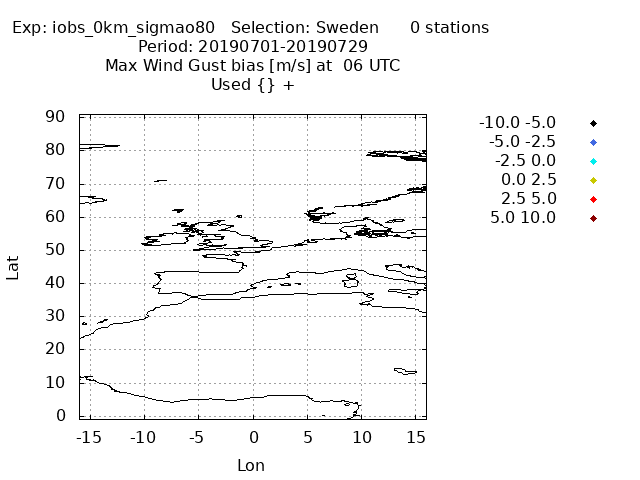 Exp: iobs_0km_sigmao80 Selection: Sweden 0 stations
Period: 20190701-20190729
Max Wind Gust bias [m/s] at 06 UTC
Used {} +
90
80
70
60
50
40
30
20
10
0
Lat
-15 -10 -5 0 5 10 15
Lon
-10.0 -5.0
-5.0 -2.5
-2.5 0.0
0.0 2.5
2.5 5.0
5.0 10.0